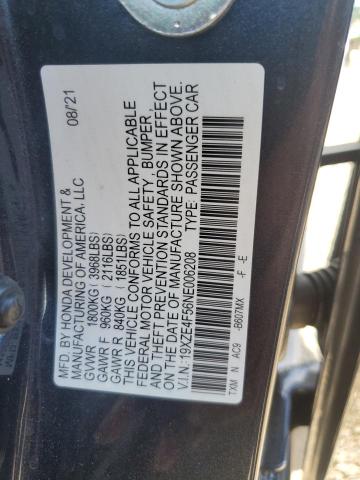 MFD. BY HONDA DEVELOPMENT & 08/21
MANUFACTURING OF AMERICA, LLC
GVWR 1800KG (3968LBS)
GAWR F 960KG (2116LBS)
GAWR R 840KG (1851LBS)
THIS VEHICLE CONFORMS TO ALL APPLICABLE
FEDERAL MOTOR VEHICLE SAFETY, BUMPER,
AND THEFT PREVENTION STANDARDS IN EFFECT
ON THE DATE OF MANUFACTURE SHOWN ABOVE.
V.I.N.: 19XZE4F56NE006208 TYPE: PASSENGER CAR
TXM N AC9 -B607MX -F -E